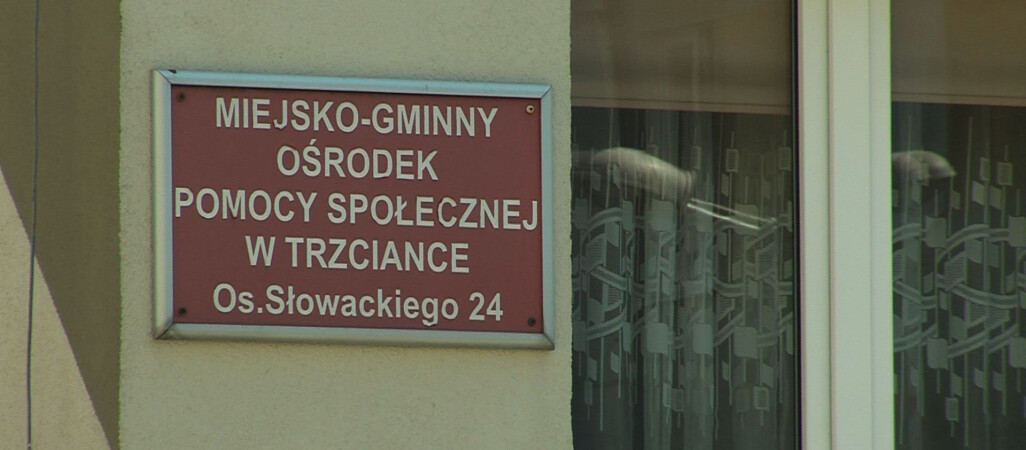 MIEJSKO-GMINNY
OŚRODEK
POMOCY SPOŁECZNEJ
W TRZCIANCE
Os.Słowackiego 24